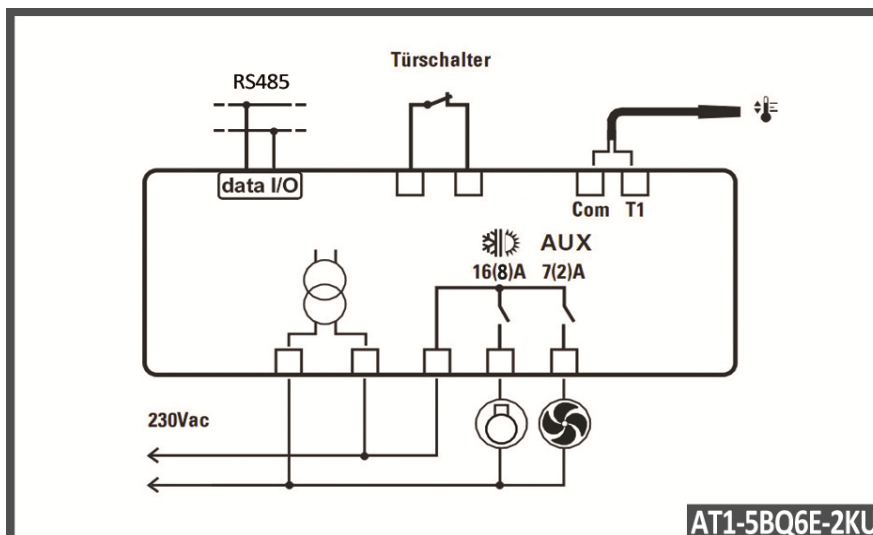 Türschalter
RS485
data I/O
Com T1
AUX
16(8)A 7(2)A
230Vac
AT1-5BQ6E-2KU